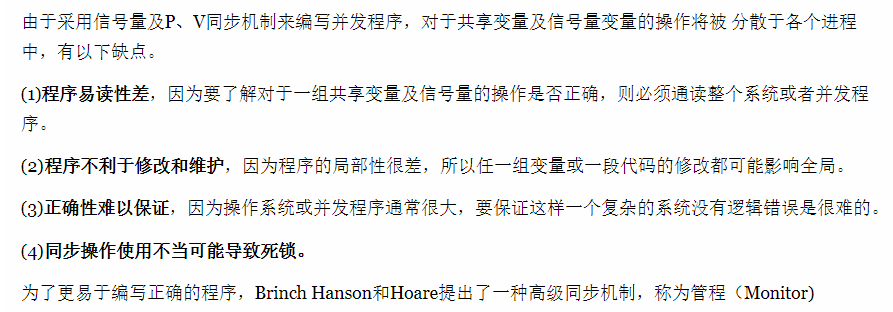 由于采用信号量及P、V同步机制来编写并发程序，对于共享变量及信号量变量的操作将被 分散于各个进程
中，有以下缺点。
(1)程序易读性差，因为要了解对于一组共享变量及信号量的操作是否正确，则必须通读整个系统或者并发程
序。
(2)程序不利于修改和维护，因为程序的局部性很差，所以任一组变量或一段代码的修改都可能影响全局。
(3)正确性难以保证，因为操作系统或并发程序通常很大，要保证这样一个复杂的系统没有逻辑错误是很难的。
(4)同步操作使用不当可能导致死锁。
为了更易于编写正确的程序，Brinch Hanson和Hoare提出了一种高级同步机制，称为管程（Monitor)